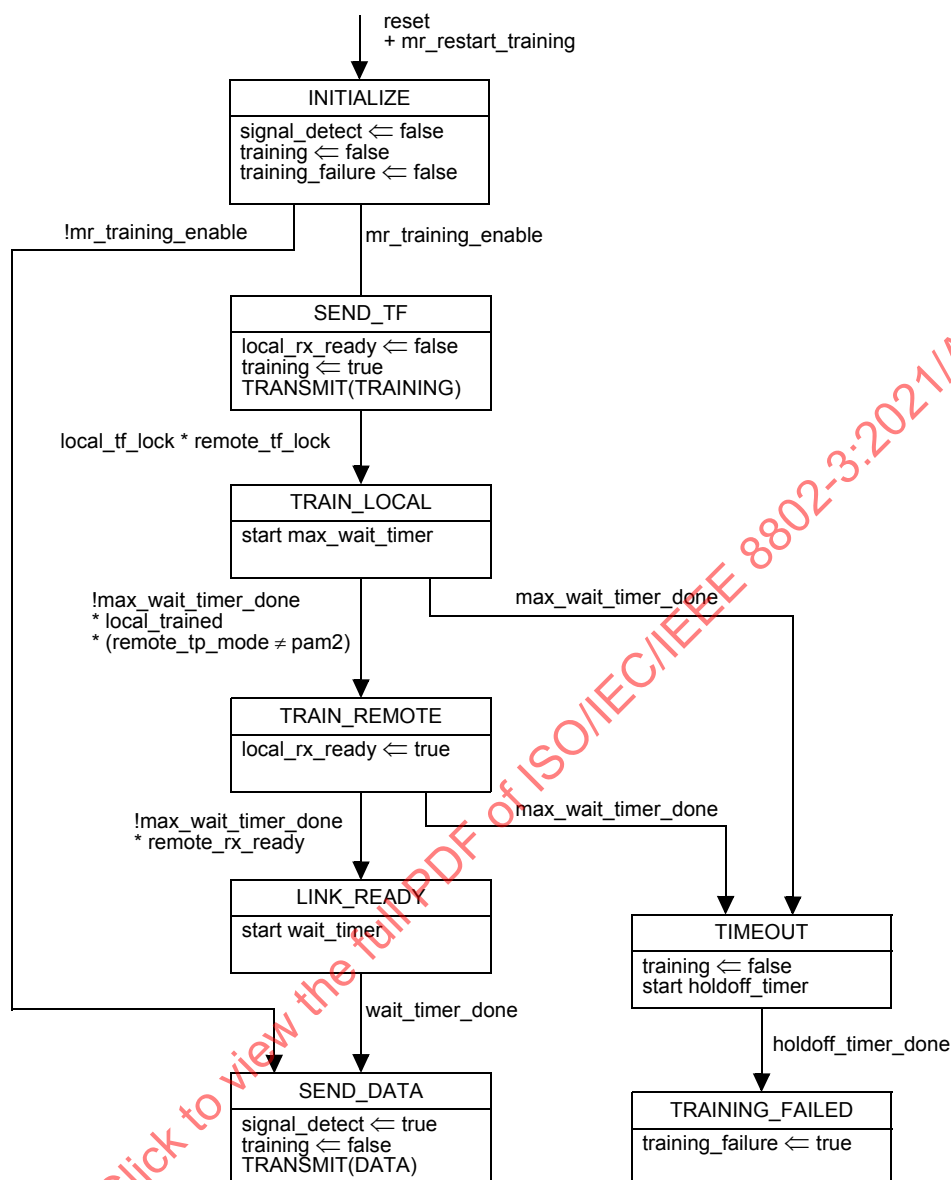 reset
+ mr_restart_training
INITIALIZE
signal_detect ⇐ false
training ⇐ false
training_failure ⇐ false
!mr_training_enable
mr_training_enable
SEND_TF
local_rx_ready ⇐ false
training ⇐ true
TRANSMIT(TRAINING)
local_tf_lock * remote_tf_lock
TRAIN_LOCAL
start max_wait_timer
!max_wait_timer_done
* local_trained
* (remote_tp_mode ≠ pam2)
max_wait_timer_done
TRAIN_REMOTE
local_rx_ready ⇐ true
!max_wait_timer_done
* remote_rx_ready
max_wait_timer_done
LINK_READY
start wait_timer
TIMEOUT
training ⇐ false
start holdoff_timer
wait_timer_done
holdoff_timer_done
SEND_DATA
signal_detect ⇐ true
training ⇐ false
TRANSMIT(DATA)
TRAINING_FAILED
training_failure ⇐ true
Click to view the full PDF of ISO/IEC/IEEE 8802-3:2021/